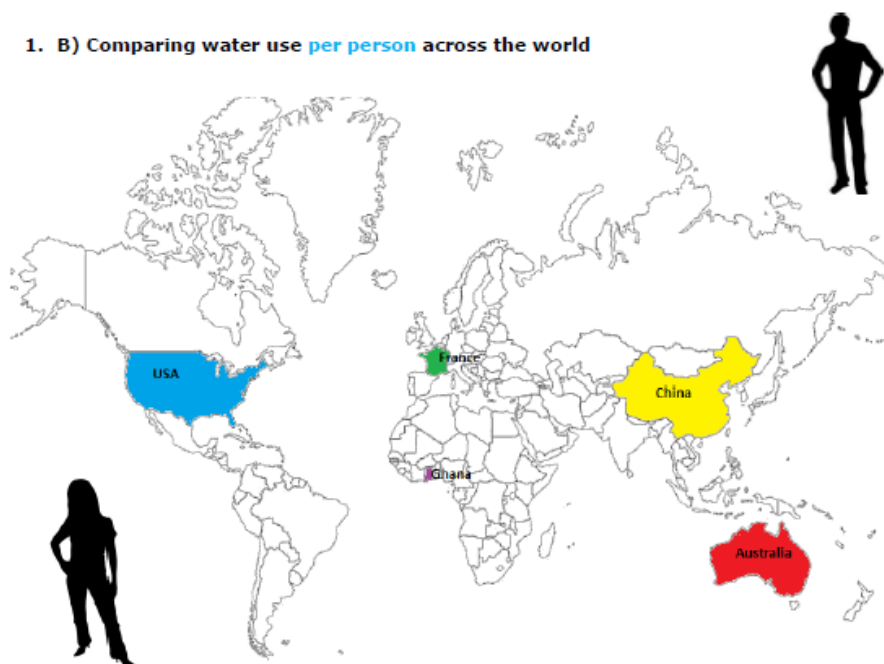 1. B) Comparing water use per person across the world
France
USA
China
Ghana
Australia